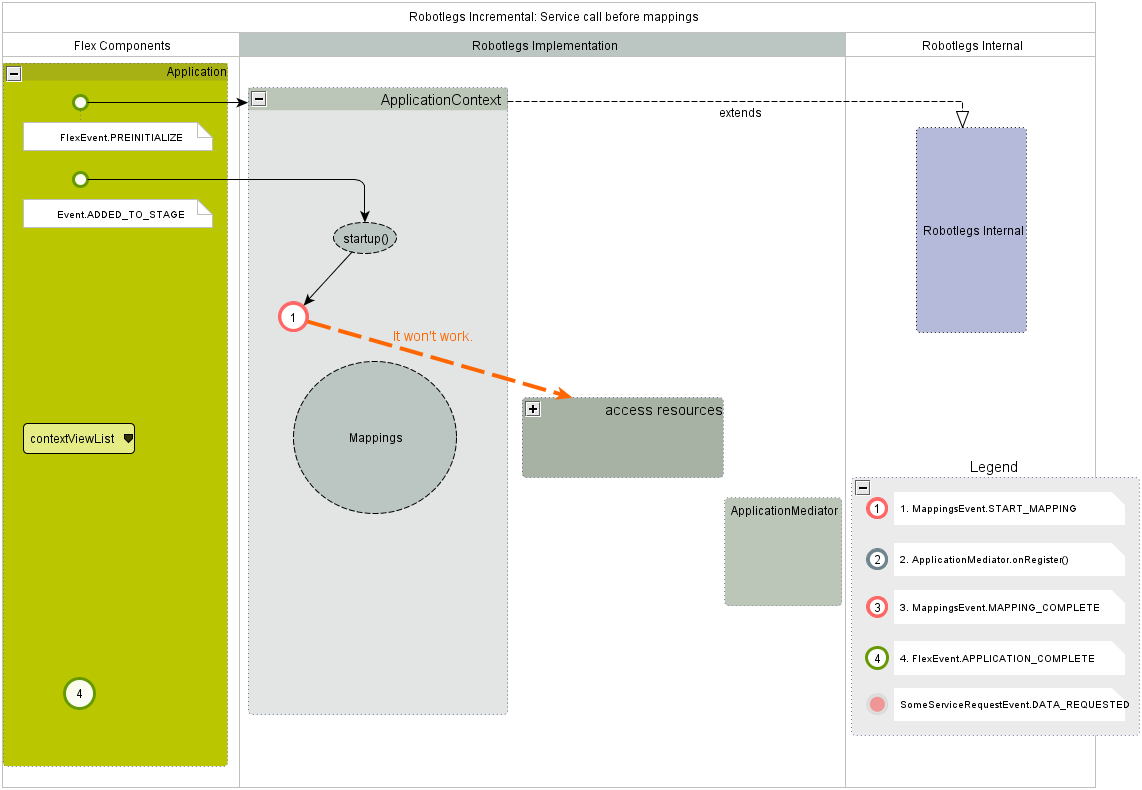 Robotlegs Incremental: Service call before mappings
Flex Components
Robotlegs Implementation
Robotlegs Internal
Application
ApplicationContext
extends
FlexEvent.PREINITIALIZE
Event.ADDED_TO_STAGE
startup()
Robotlegs Internal
1
It won't work.
access resources
contextViewList
Mappings
ApplicationMediator
4
Legend
1
1. MappingsEvent.START_MAPPING
2
2. ApplicationMediator.onRegister()
3
3. MappingsEvent.MAPPING_COMPLETE
4
4. FlexEvent.APPLICATION_COMPLETE
SomeServiceRequestEvent.DATA_REQUESTED